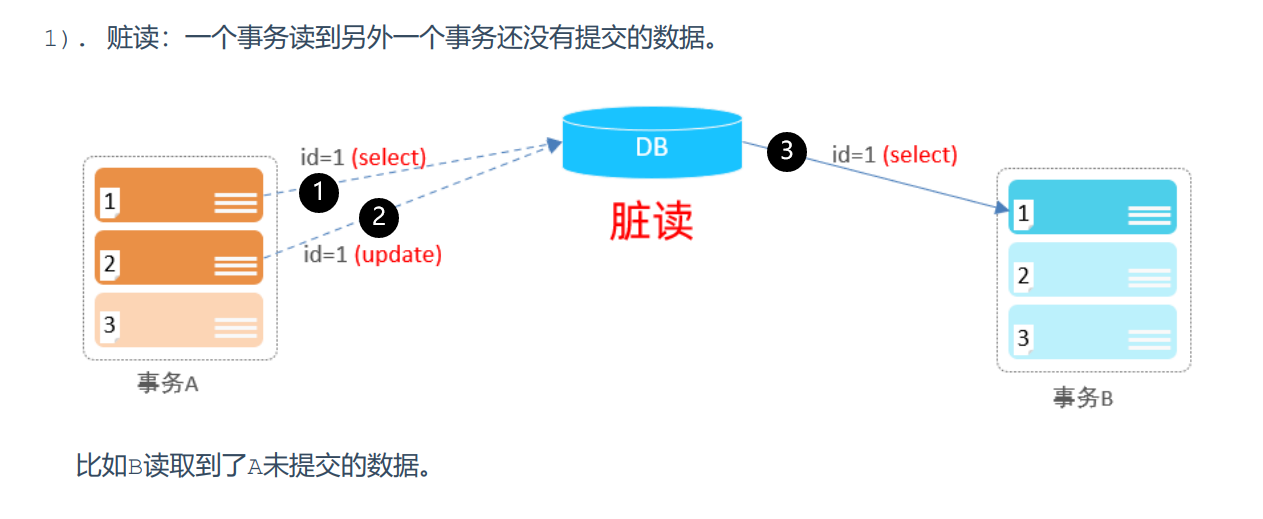 1). 脏读：一个事务读到另外一个事务还没有提交的数据。
id=1 (select)
1
2
id=1 (update)
DB
脏读
3
id=1 (select)
1
2
3
事务A
1
2
3
事务B
比如B读取到了A未提交的数据。